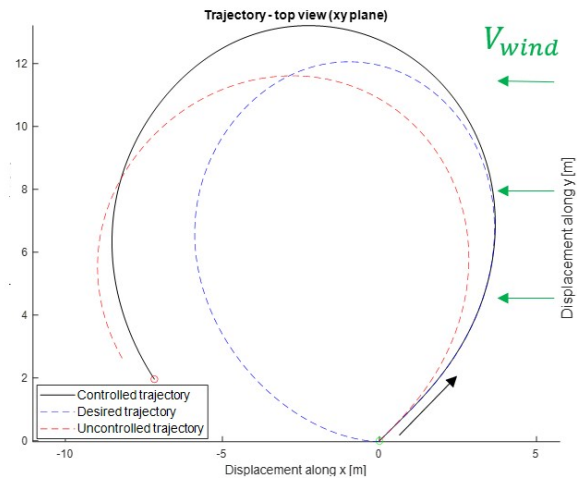 Trajectory - top view (xy plane)
V_wind
12
10
8
6
4
2
0
-10
-5
0
5
Displacement along x [m]
Displacement along y [m]
Controlled trajectory
Desired trajectory
Uncontrolled trajectory